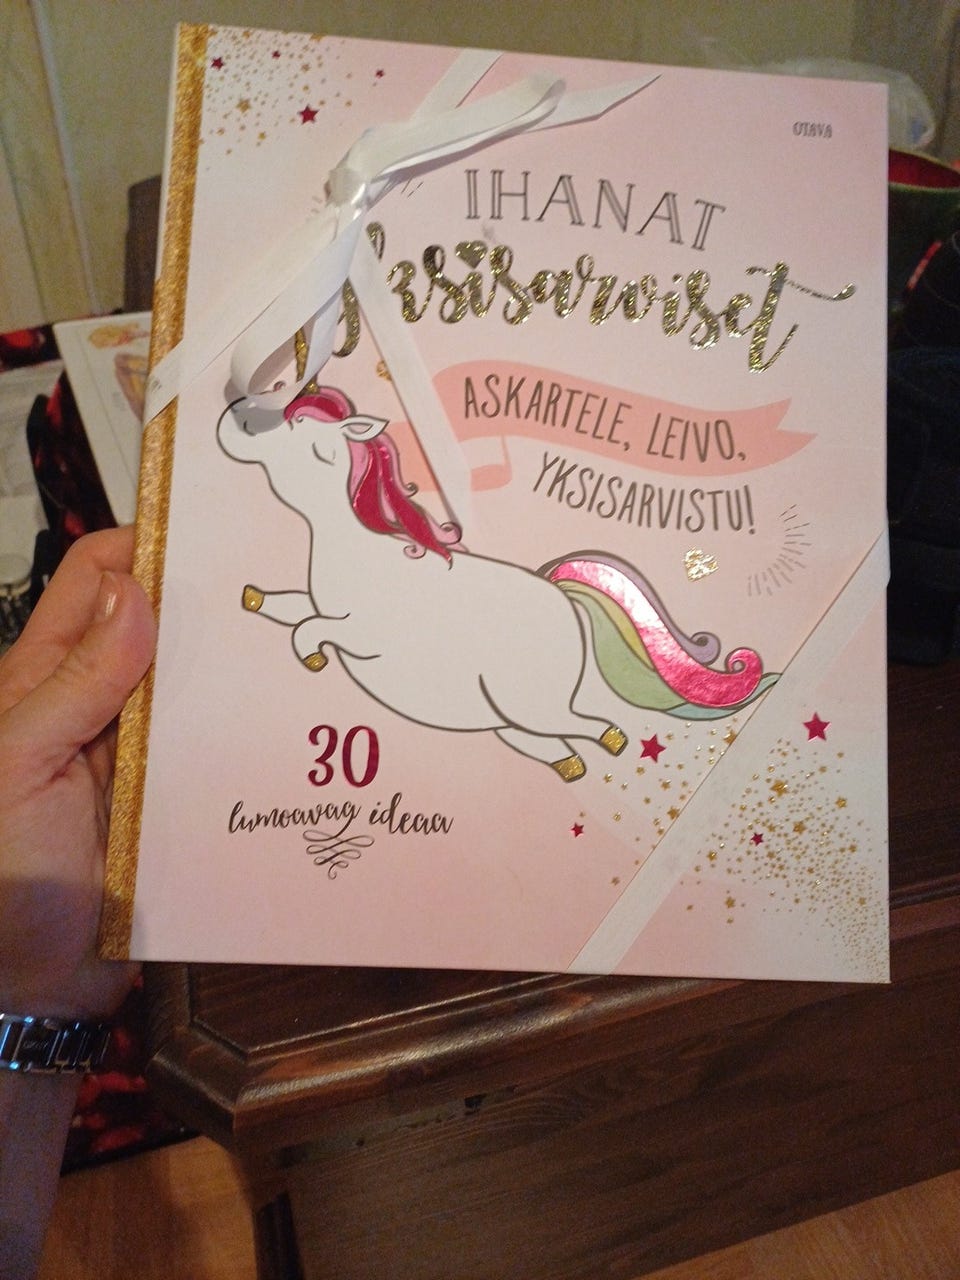 OTAVA
IHANAT
Yksisarviset
ASKARTELE, LEIVO,
YKSISARVISTU!
30
lumoavaa ideaa